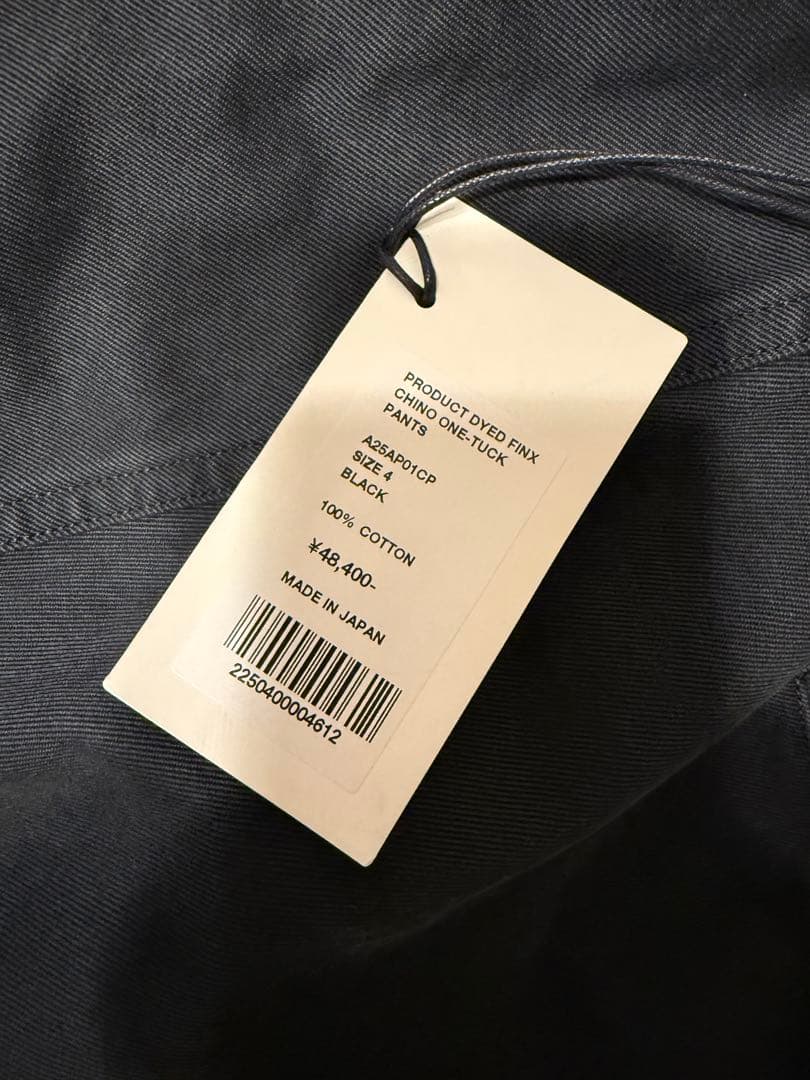 PRODUCT DYED FINX
CHINO ONE-TUCK
PANTS
A25AP01CP
SIZE 4
BLACK
100% COTTON
¥48,400-
MADE IN JAPAN
2250400004612